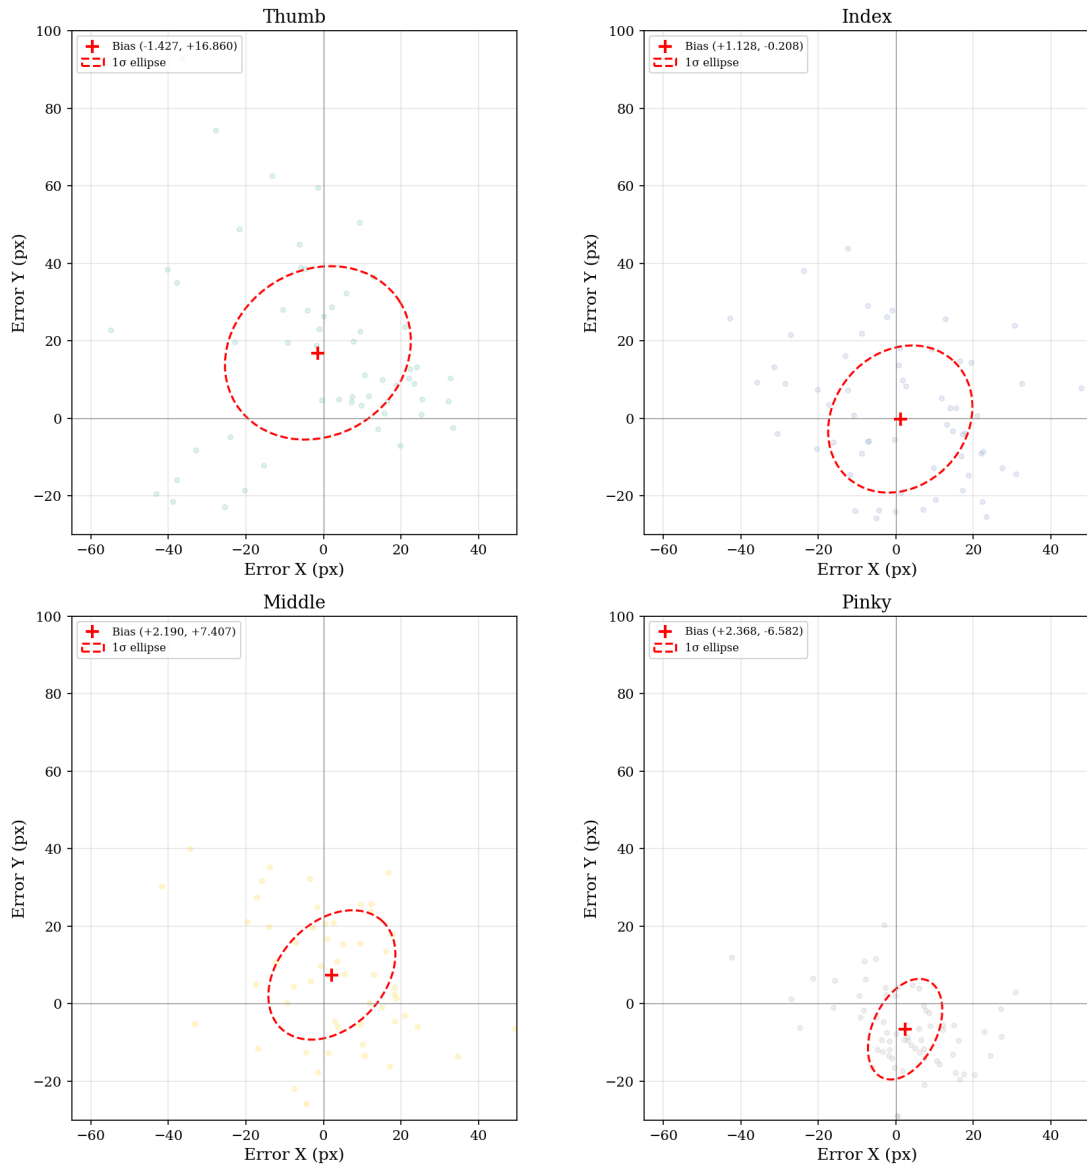 Thumb
Bias (-1.427, +16.860)
1σ ellipse
100
80
60
40
20
0
−20
Error Y (px)
−60
−40
−20
0
20
40
Error X (px)
Index
Bias (+1.128, -0.208)
1σ ellipse
100
80
60
40
20
0
−20
Error Y (px)
−60
−40
−20
0
20
40
Error X (px)
Middle
Bias (+2.190, +7.407)
1σ ellipse
100
80
60
40
20
0
−20
Error Y (px)
−60
−40
−20
0
20
40
Error X (px)
Pinky
Bias (+2.368, -6.582)
1σ ellipse
100
80
60
40
20
0
−20
Error Y (px)
−60
−40
−20
0
20
40
Error X (px)